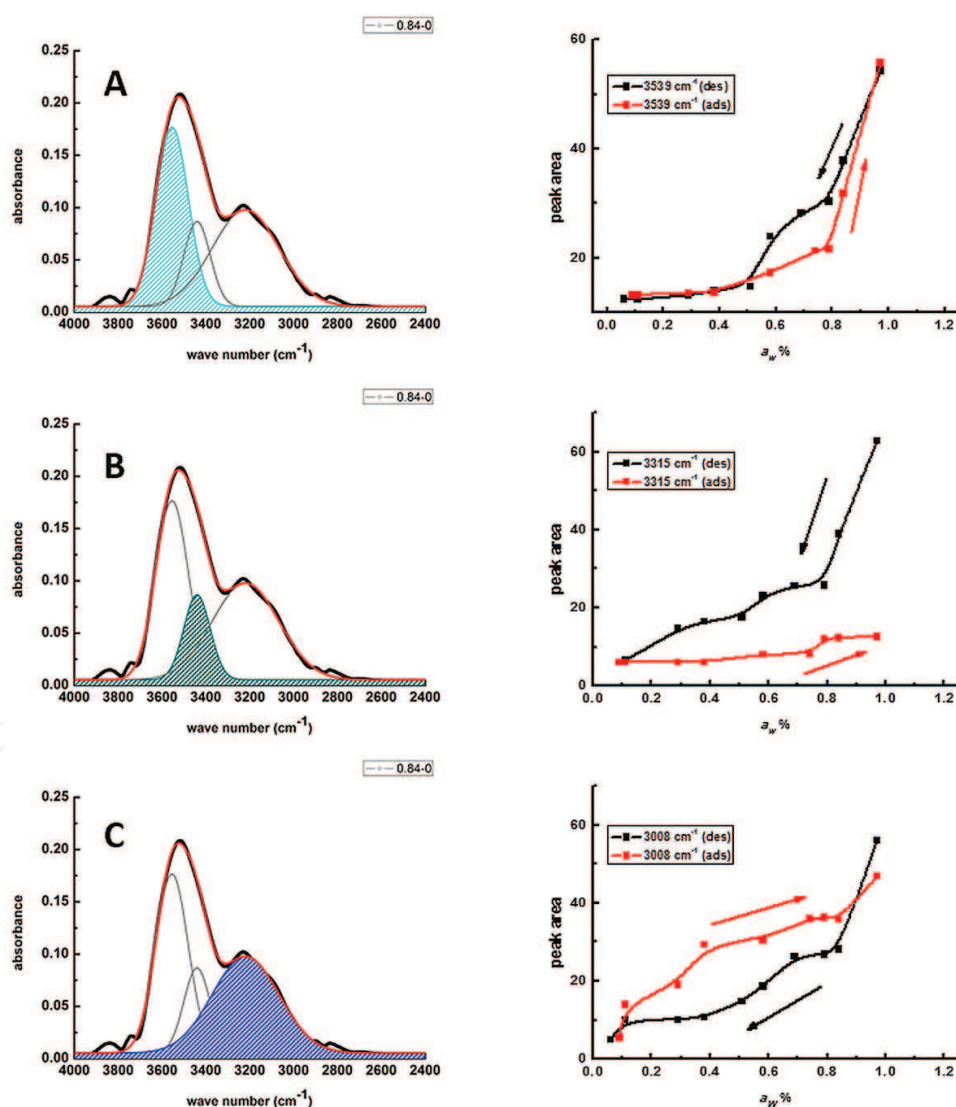 0.84-0
A
0.25
0.20
0.15
0.10
0.05
0.00
absorbance
4000 3800 3600 3400 3200 3000 2800 2600 2400
wave number (cm-1)
60
40
20
peak area
3539 cm-1 (des)
3539 cm-1 (ads)
0.0 0.2 0.4 0.6 0.8 1.0 1.2
aw %
0.84-0
B
0.25
0.20
0.15
0.10
0.05
0.00
absorbance
4000 3800 3600 3400 3200 3000 2800 2600 2400
wave number (cm-1)
60
40
20
0
peak area
3315 cm-1 (des)
3315 cm-1 (ads)
0.0 0.2 0.4 0.6 0.8 1.0 1.2
aw %
0.84-0
C
0.25
0.20
0.15
0.10
0.05
0.00
absorbance
4000 3800 3600 3400 3200 3000 2800 2600 2400
wave number (cm-1)
60
40
20
0
peak area
3008 cm-1 (des)
3008 cm-1 (ads)
0.0 0.2 0.4 0.6 0.8 1.0 1.2
aw %